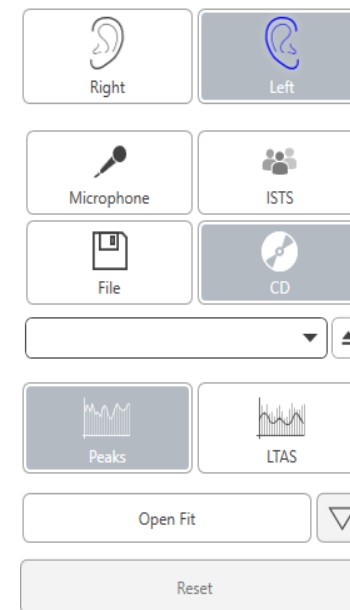 Right Left
Microphone ISTS
File CD
Peaks LTAS
Open Fit
Reset